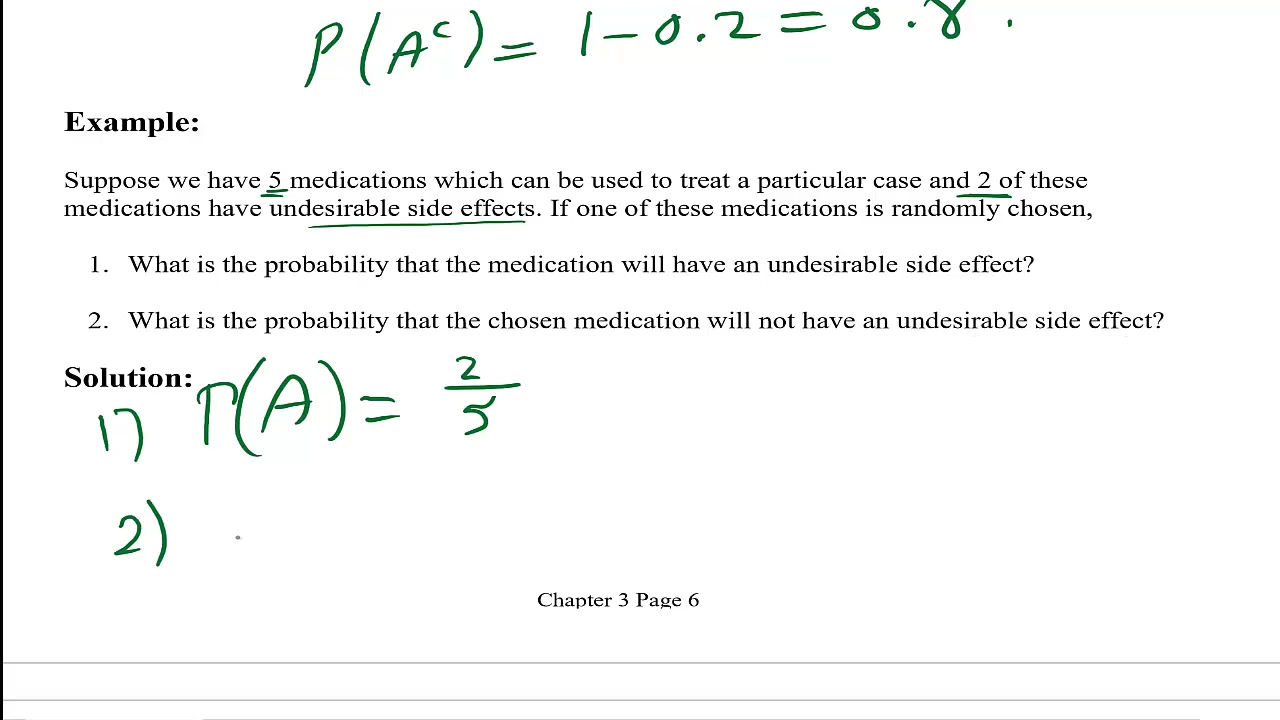 P(Aᶜ) = 1 - 0.2 = 0.8.
Example:
Suppose we have 5 medications which can be used to treat a particular case and 2 of these
medications have undesirable side effects. If one of these medications is randomly chosen,
1. What is the probability that the medication will have an undesirable side effect?
2. What is the probability that the chosen medication will not have an undesirable side effect?
Solution:
1) P(A) = 2/5
2)
Chapter 3 Page 6